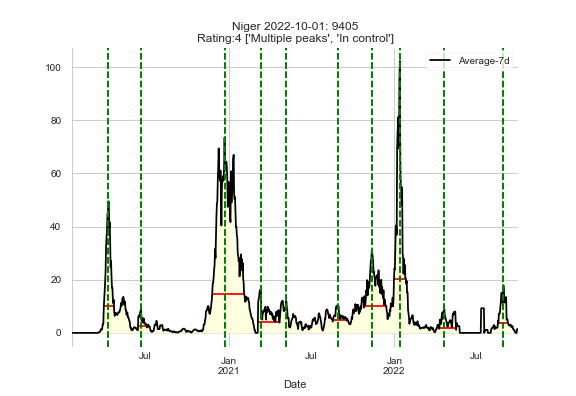 Niger 2022-10-01: 9405
Rating:4 ['Multiple peaks', 'In control']
Average-7d
100
80
60
40
20
0
Jul
Jan
2021
Jul
Jan
2022
Jul
Date